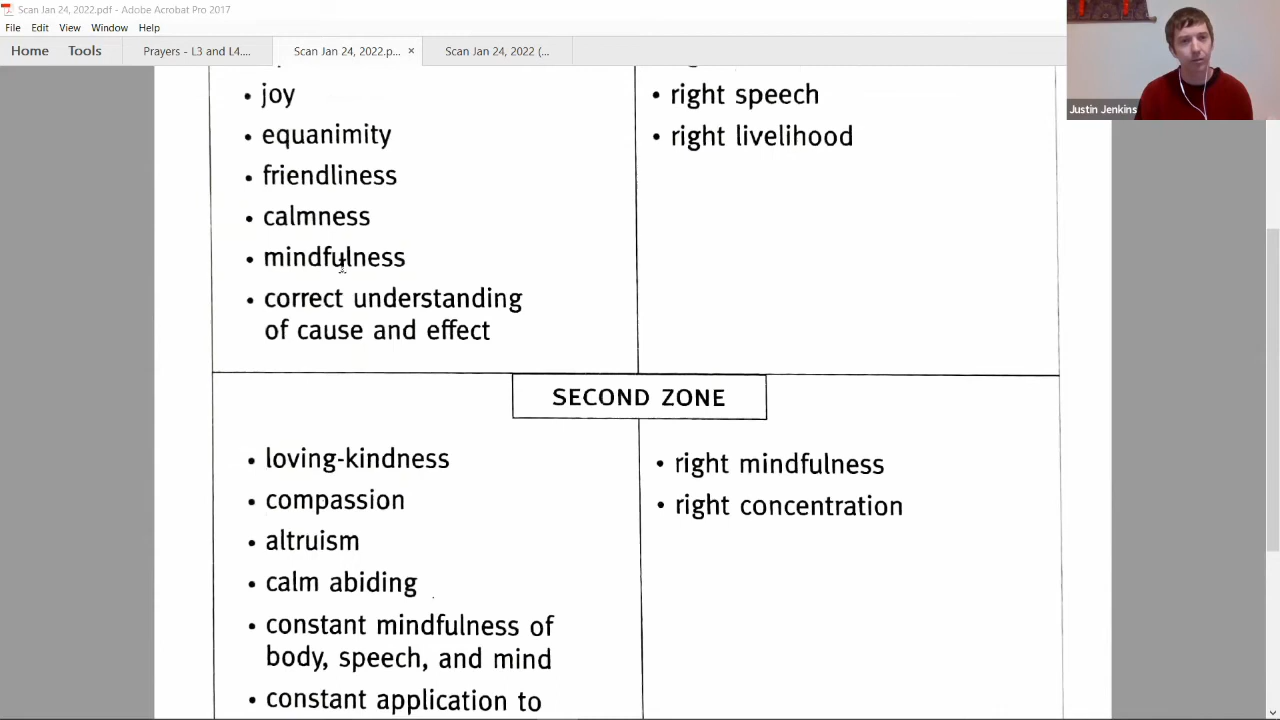 Scan Jan 24, 2022.pdf - Adobe Acrobat Pro 2017
File Edit View Window Help
Home Tools Prayers - L3 and L4.... Scan Jan 24, 2022.p... × Scan Jan 24, 2022 (...
Justin Jenkins
• joy
• equanimity
• friendliness
• calmness
• mindfulness
• correct understanding
of cause and effect
• right speech
• right livelihood
SECOND ZONE
• loving-kindness
• compassion
• altruism
• calm abiding
• constant mindfulness of
body, speech, and mind
• constant application to
• right mindfulness
• right concentration